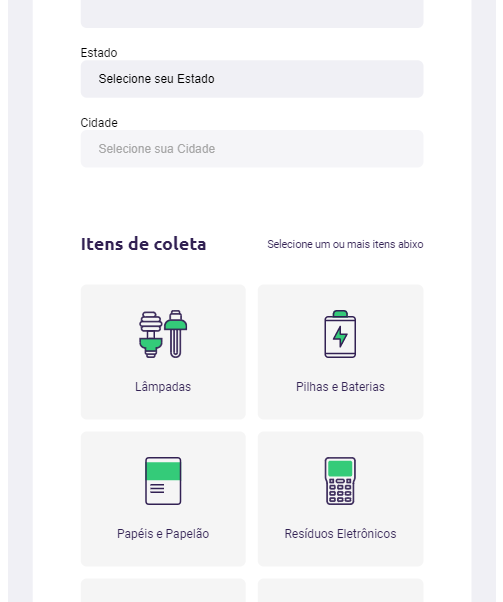 Estado
Selecione seu Estado
Cidade
Selecione sua Cidade
Itens de coleta
Selecione um ou mais itens abixo
Lâmpadas
Pilhas e Baterias
Papéis e Papelão
Resíduos Eletrônicos